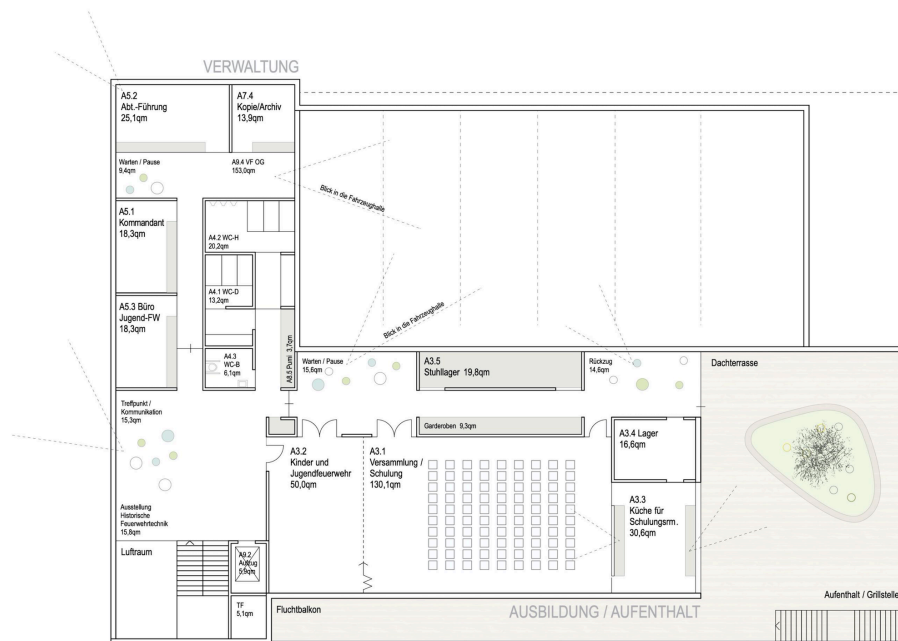 VERWALTUNG
A5.2
Abt.-Führung
25,1qm
A7.4
Kopie/Archiv
13,9qm
Warten / Pause
9,4qm
A9.4 VF OG
153,0qm
Blick in die Fahrzeughalle
A5.1
Kommandant
18,3qm
A4.2 WC-H
20,2qm
A4.1 WC-D
13,2qm
A5.3 Büro
Jugend-FW
18,3qm
A4.3
WC-B
6,1qm
A8.5 Pumi 3,7qm
Blick in die Fahrzeughalle
Warten / Pause
15,6qm
A3.5
Stuhllager 19,8qm
Rückzug
14,6qm
Dachterrasse
Treffpunkt /
Kommunikation
15,3qm
Garderoben 9,3qm
A3.4 Lager
16,6qm
A3.2
Kinder und
Jugendfeuerwehr
50,0qm
A3.1
Versammlung /
Schulung
130,1qm
A3.3
Küche für
Schulungsrm.
30,6qm
Ausstellung
Historische
Feuerwehrtechnik
15,8qm
Luftraum
A9.2
Aufzug
5,9qm
TF
5,1qm
Fluchtbalkon
AUSBILDUNG / AUFENTHALT
Aufenthalt / Grillstelle